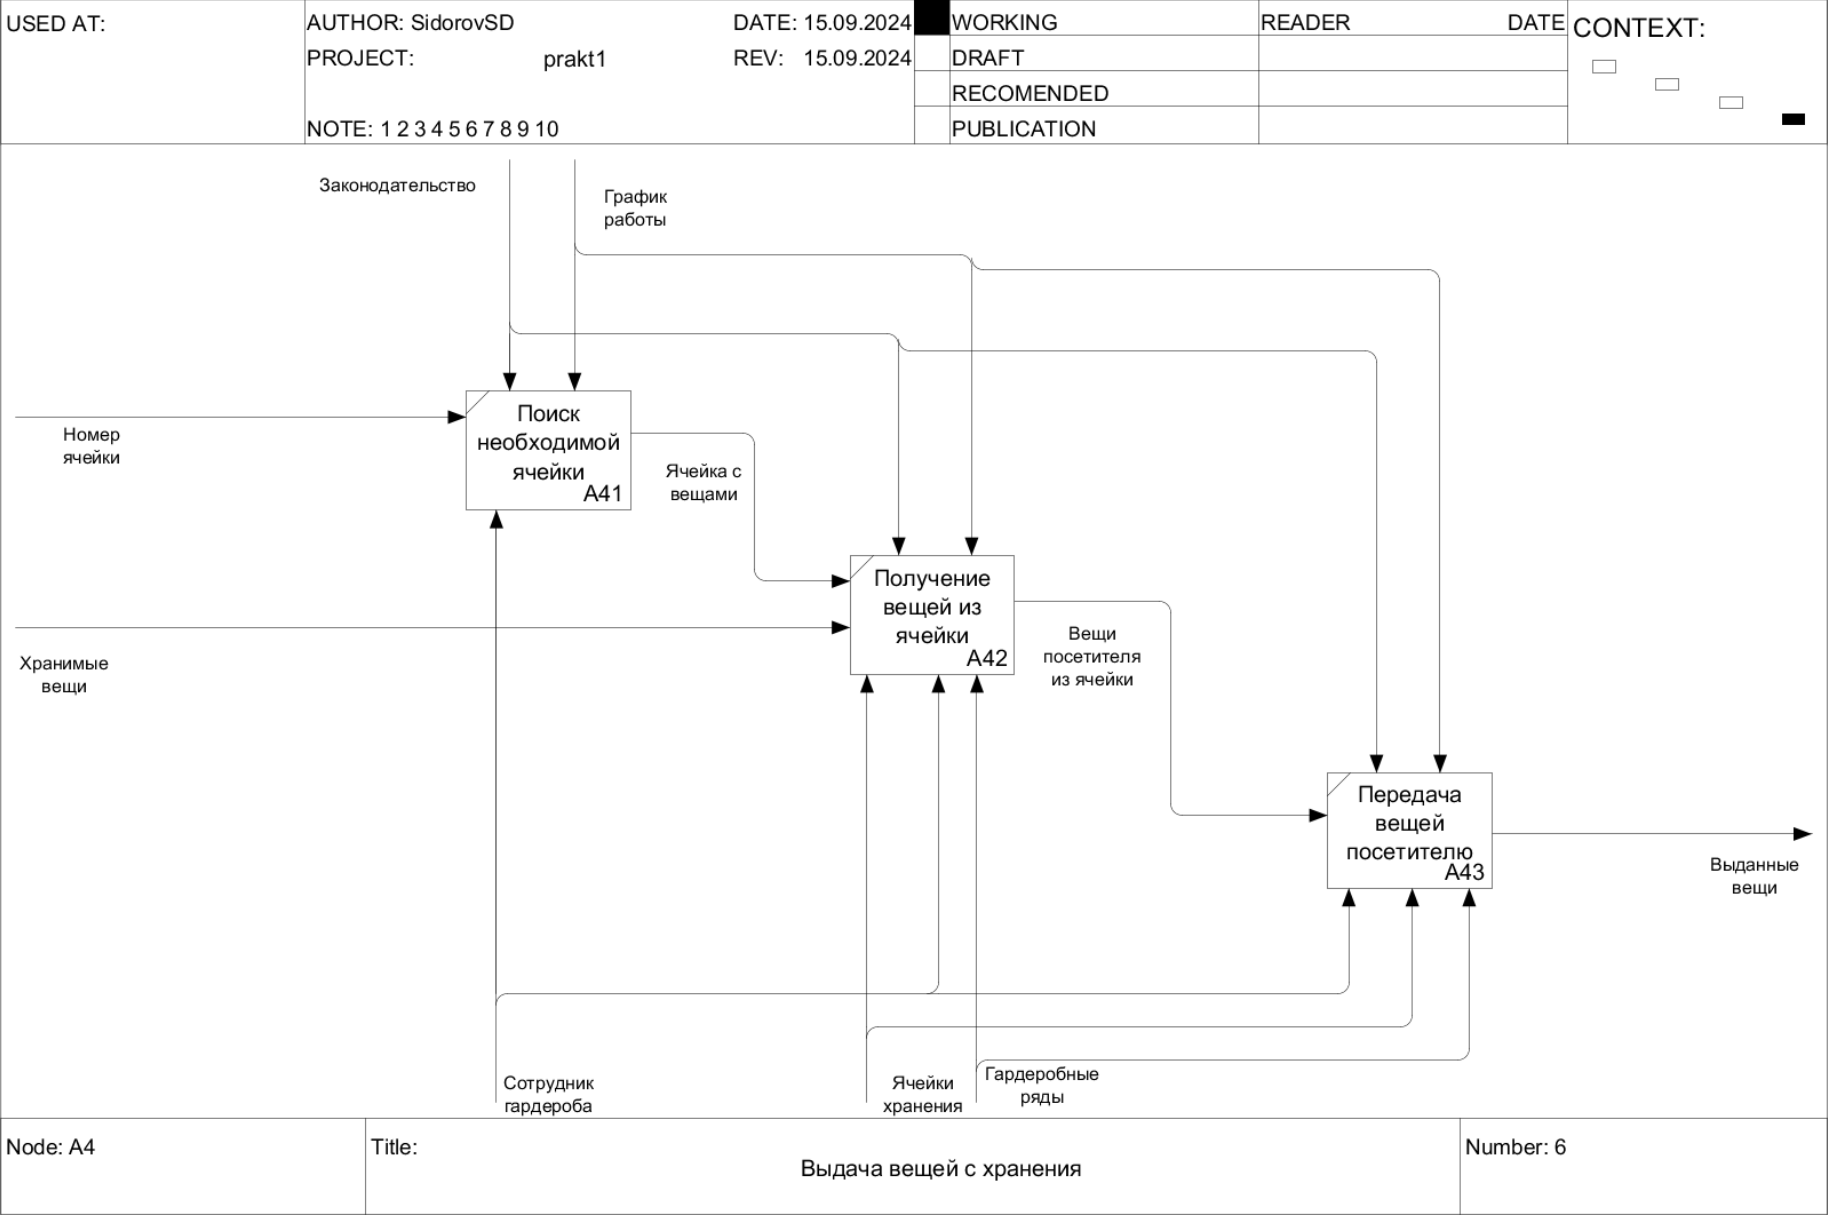 USED AT:
AUTHOR: SidorovSD
DATE: 15.09.2024
PROJECT:
prakt1
REV: 15.09.2024
NOTE: 1 2 3 4 5 6 7 8 9 10
WORKING
DRAFT
RECOMENDED
PUBLICATION
READER
DATE
CONTEXT:
Законодательство
График
работы
Номер
ячейки
Поиск
необходимой
ячейки
A41
Ячейка с
вещами
Хранимые
вещи
Получение
вещей из
ячейки
A42
Вещи
посетителя
из ячейки
Передача
вещей
посетителю
A43
Выданные
вещи
Сотрудник
гардероба
Ячейки
хранения
Гардеробные
ряды
Node: A4
Title:
Выдача вещей с хранения
Number: 6